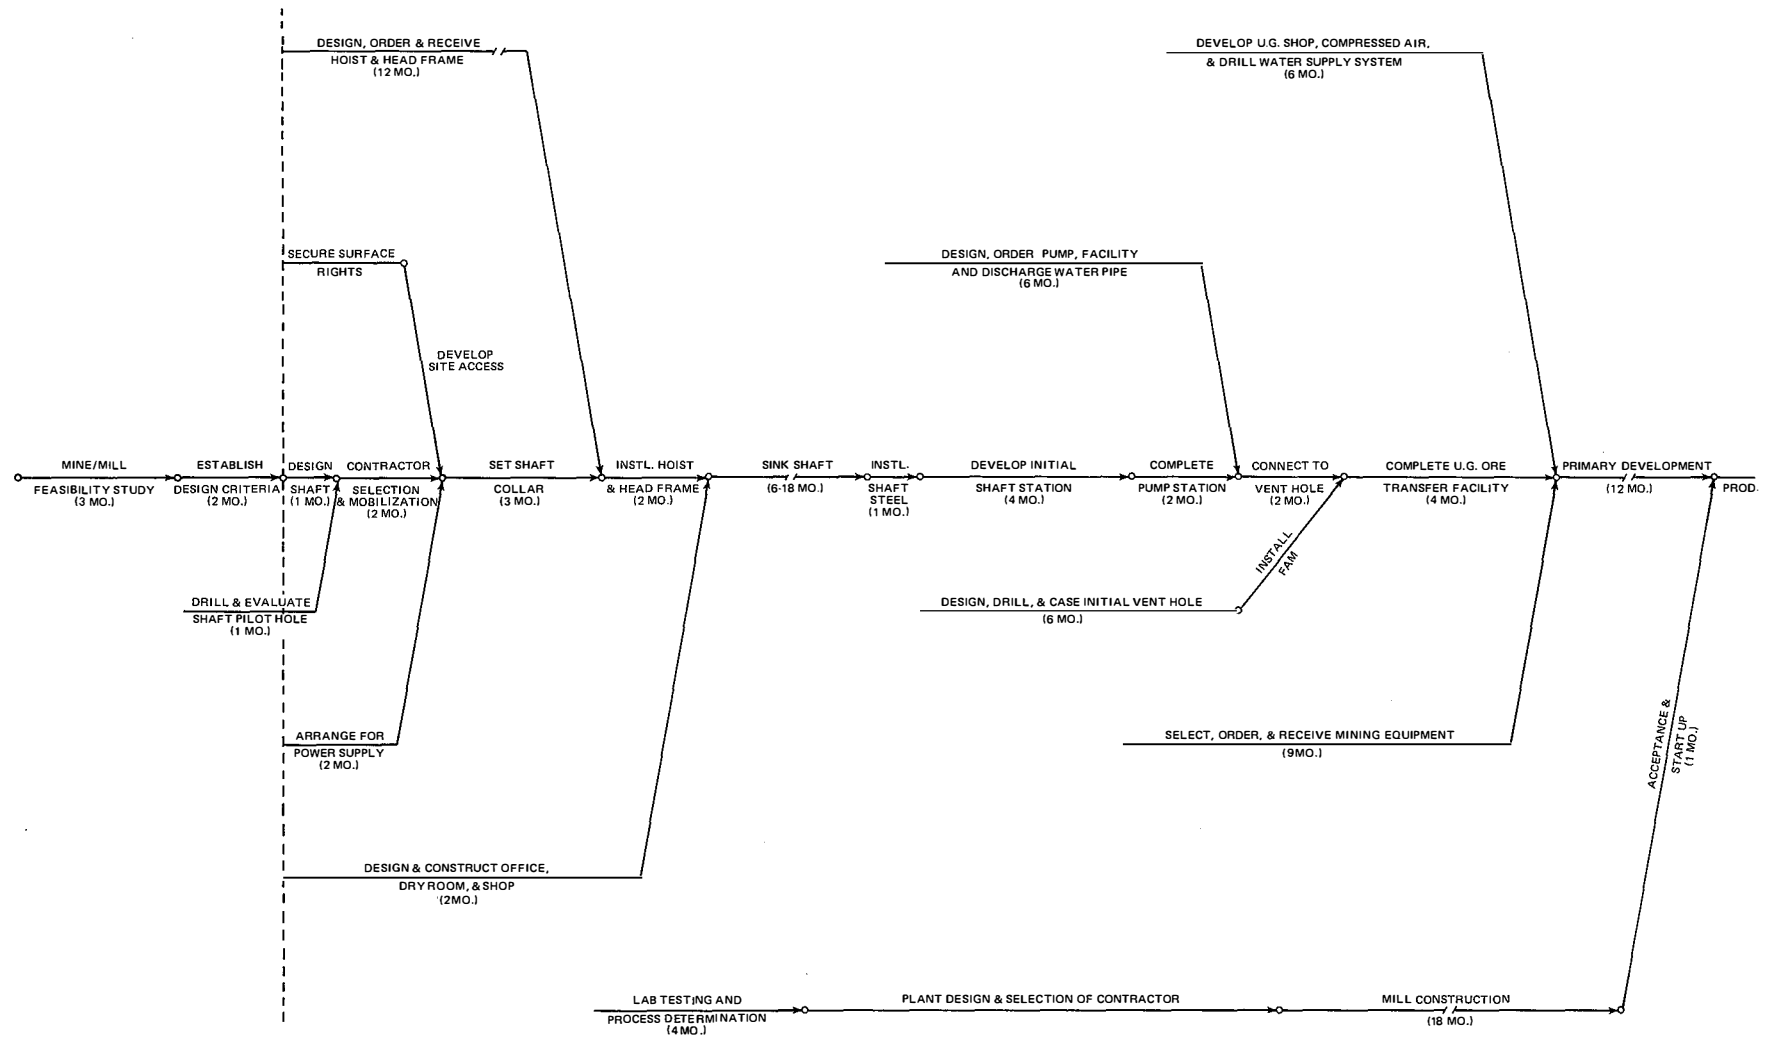 DESIGN, ORDER & RECEIVE
HOIST & HEAD FRAME
(12 MO.)
DEVELOP U.G. SHOP, COMPRESSED AIR,
& DRILL WATER SUPPLY SYSTEM
(6 MO.)
SECURE SURFACE
RIGHTS
DESIGN, ORDER PUMP, FACILITY
AND DISCHARGE WATER PIPE
(6 MO.)
DEVELOP
SITE ACCESS
MINE/MILL
FEASIBILITY STUDY
(3 MO.)
ESTABLISH
DESIGN CRITERIA
(2 MO.)
DESIGN
SHAFT
(1 MO.)
CONTRACTOR
SELECTION
& MOBILIZATION
(2 MO.)
SET SHAFT
COLLAR
(3 MO.)
INSTL. HOIST
& HEAD FRAME
(2 MO.)
SINK SHAFT
(6-18 MO.)
INSTL.
SHAFT
STEEL
(1 MO.)
DEVELOP INITIAL
SHAFT STATION
(4 MO.)
COMPLETE
PUMP STATION
(2 MO.)
CONNECT TO
VENT HOLE
(2 MO.)
COMPLETE U.G. ORE
TRANSFER FACILITY
(4 MO.)
PRIMARY DEVELOPMENT
(12 MO.)
PROD.
INSTALL
FAM
DRILL & EVALUATE
SHAFT PILOT HOLE
(1 MO.)
DESIGN, DRILL, & CASE INITIAL VENT HOLE
(6 MO.)
ARRANGE FOR
POWER SUPPLY
(2 MO.)
SELECT, ORDER, & RECEIVE MINING EQUIPMENT
(9MO.)
ACCEPTANCE &
START UP
(1 MO.)
DESIGN & CONSTRUCT OFFICE,
DRY ROOM, & SHOP
(2MO.)
LAB TESTING AND
PROCESS DETERMINATION
(4MO.)
PLANT DESIGN & SELECTION OF CONTRACTOR
MILL CONSTRUCTION
(18 MO.)